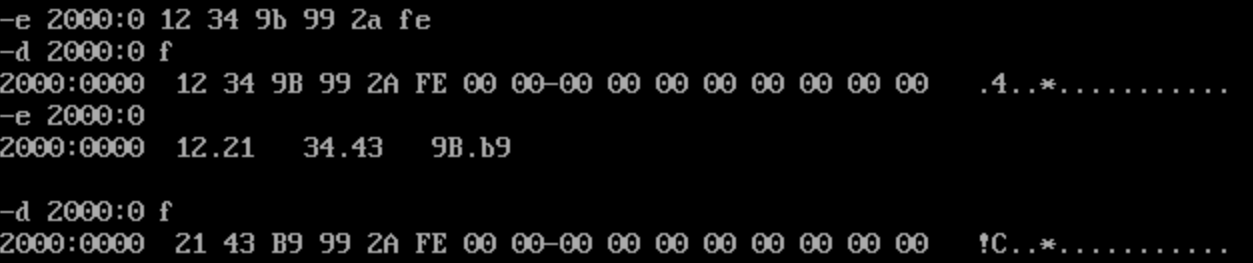 -e 2000:0 12 34 9b 99 2a fe
-d 2000:0 f
2000:0000  12 34 9B 99 2A FE 00 00-00 00 00 00 00 00 00 00   .4..*...........
-e 2000:0
2000:0000  12.21   34.43   9B.b9
-d 2000:0 f
2000:0000  21 43 B9 99 2A FE 00 00-00 00 00 00 00 00 00 00   !C..*...........